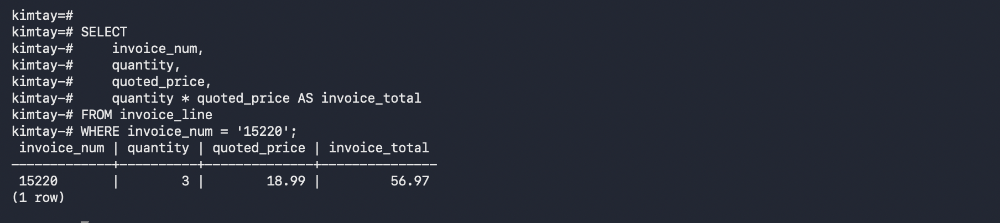 kimtay=#
kimtay=# SELECT
kimtay-#     invoice_num,
kimtay-#     quantity,
kimtay-#     quoted_price,
kimtay-#     quantity * quoted_price AS invoice_total
kimtay-# FROM invoice_line
kimtay-# WHERE invoice_num = '15220';
 invoice_num | quantity | quoted_price | invoice_total
-------------+----------+--------------+---------------
 15220       |        3 |        18.99 |         56.97
(1 row)